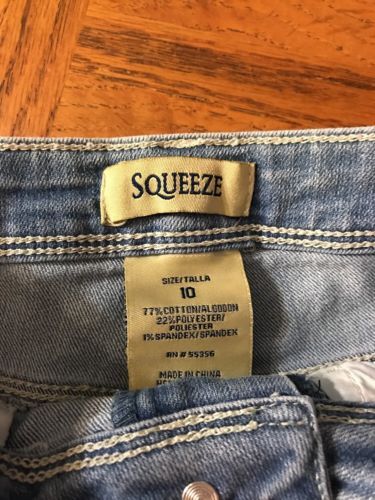 SQUEEZE
SIZE/TALLA
10
77%COTTON/ALGODON
22%POLYESTER/
POLIESTER
1%SPANDEX/SPANDEX
RN # 55356
MADE IN CHINA